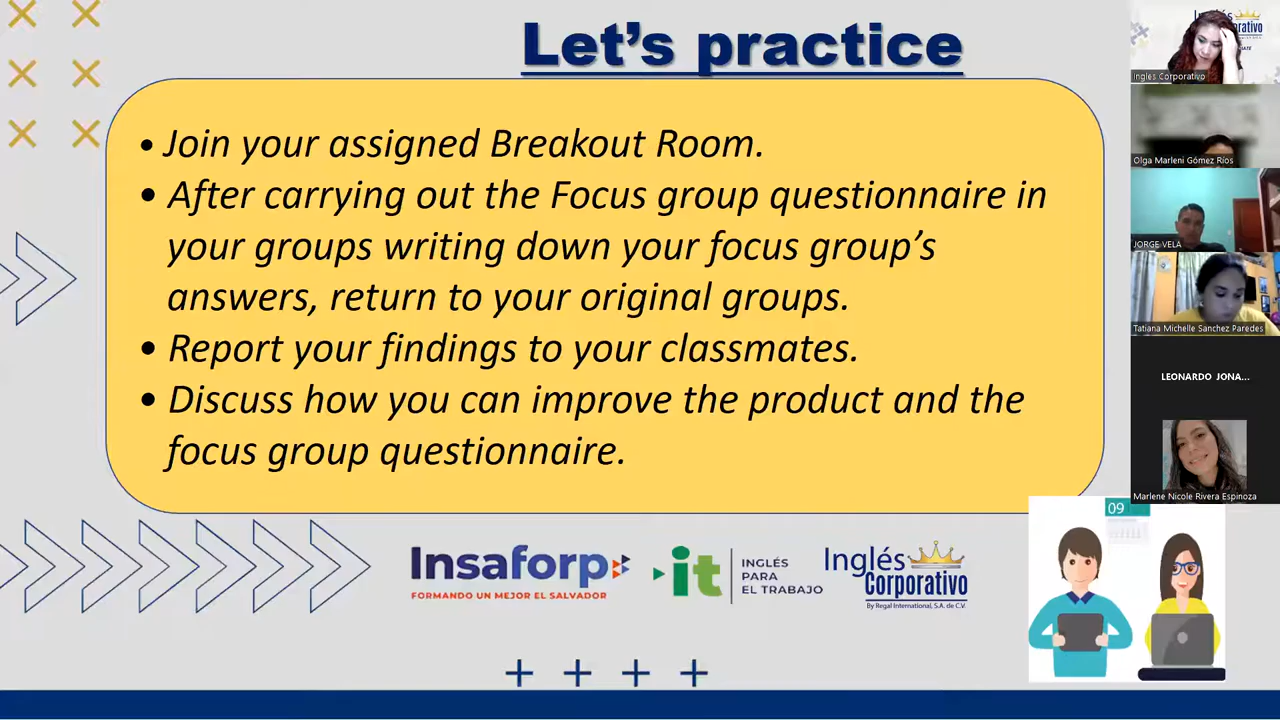 Let's practice
• Join your assigned Breakout Room.
• After carrying out the Focus group questionnaire in
your groups writing down your focus group's
answers, return to your original groups.
• Report your findings to your classmates.
• Discuss how you can improve the product and the
focus group questionnaire.
Insaforp
FORMANDO UN MEJOR EL SALVADOR
it
INGLÉS
PARA
EL TRABAJO
Inglés
Corporativo
By Regal International, S.A. de C.V.
09
Inglés
Inglés Corporativo
Olga Marleni Gómez Ríos
JORGE VELA
Tatiana Michelle Sanchez Paredes
LEONARDO JONA...
Marlene Nicole Rivera Espinoza